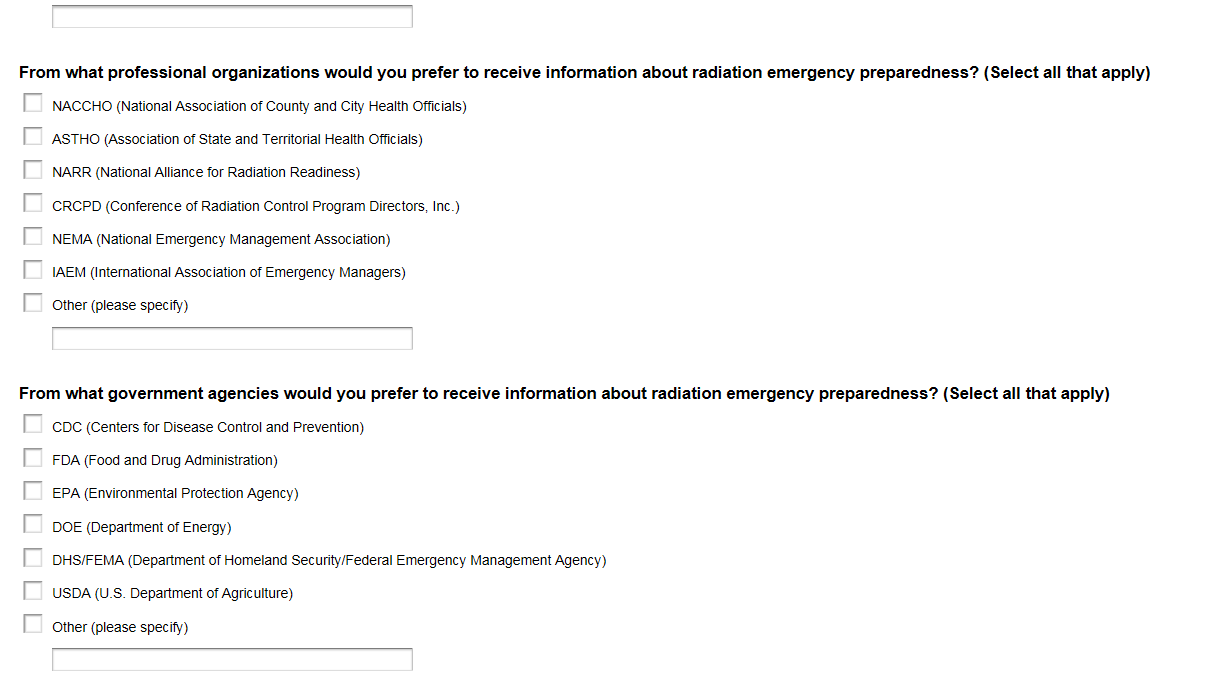 From what professional organizations would you prefer to receive information about radiation emergency preparedness? (Select all that apply)
NACCHO (National Association of County and City Health Officials)
ASTHO (Association of State and Territorial Health Officials)
NARR (National Alliance for Radiation Readiness)
CRCPD (Conference of Radiation Control Program Directors, Inc.)
NEMA (National Emergency Management Association)
IAEM (International Association of Emergency Managers)
Other (please specify)
From what government agencies would you prefer to receive information about radiation emergency preparedness? (Select all that apply)
CDC (Centers for Disease Control and Prevention)
FDA (Food and Drug Administration)
EPA (Environmental Protection Agency)
DOE (Department of Energy)
DHS/FEMA (Department of Homeland Security/Federal Emergency Management Agency)
USDA (U.S. Department of Agriculture)
Other (please specify)